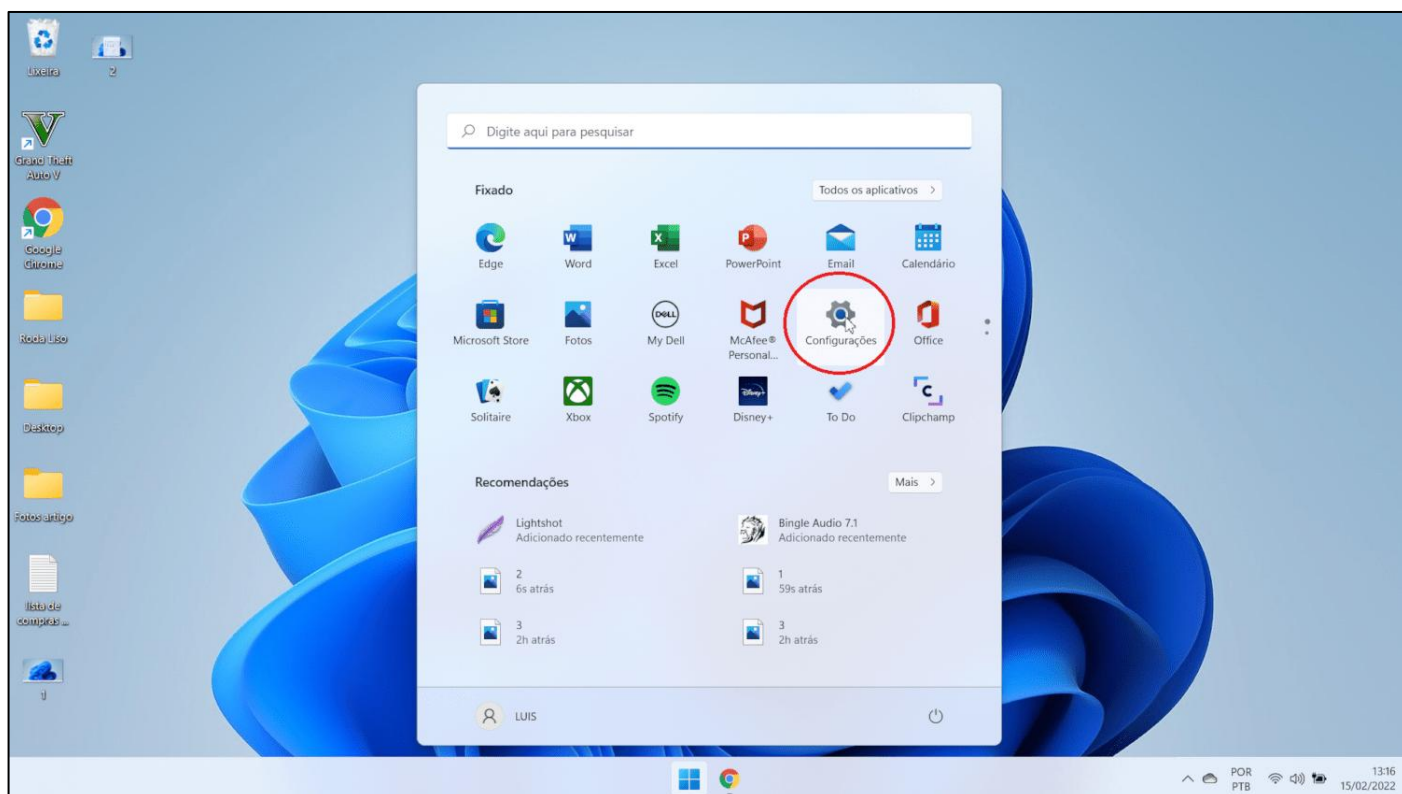 Lixeira
2
Grand Theft
Auto V
Google
Chrome
Roda Liso
Desktop
Fotos antigo
lista de
compras ...
1
Digite aqui para pesquisar
Fixado
Todos os aplicativos
Edge
Word
Excel
PowerPoint
Email
Calendário
Microsoft Store
Fotos
DELL
My Dell
McAfee®
Personal...
Configurações
Office
Solitaire
Xbox
Spotify
Disney+
Disney+
To Do
Clipchamp
Recomendações
Mais
Lightshot
Adicionado recentemente
Bingle Audio 7.1
Adicionado recentemente
2
6s atrás
1
59s atrás
3
2h atrás
3
2h atrás
LUIS
POR
PTB
13:16
15/02/2022